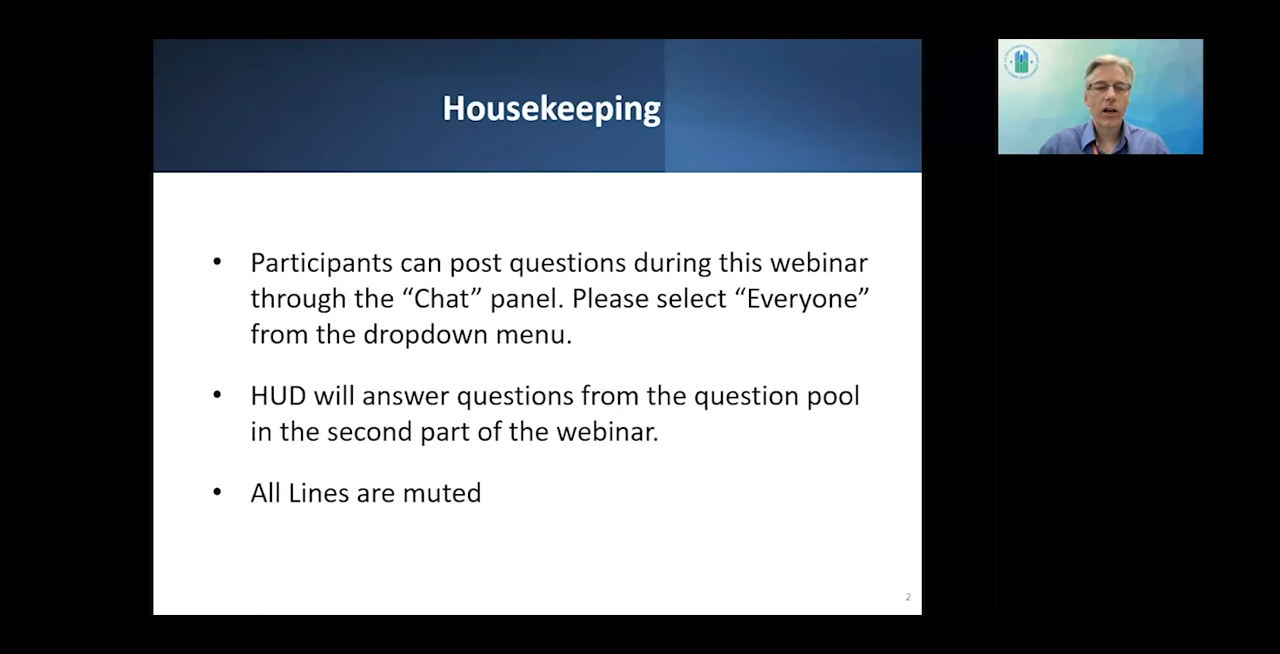 Housekeeping
• Participants can post questions during this webinar
through the “Chat” panel. Please select “Everyone”
from the dropdown menu.
• HUD will answer questions from the question pool
in the second part of the webinar.
• All Lines are muted
2